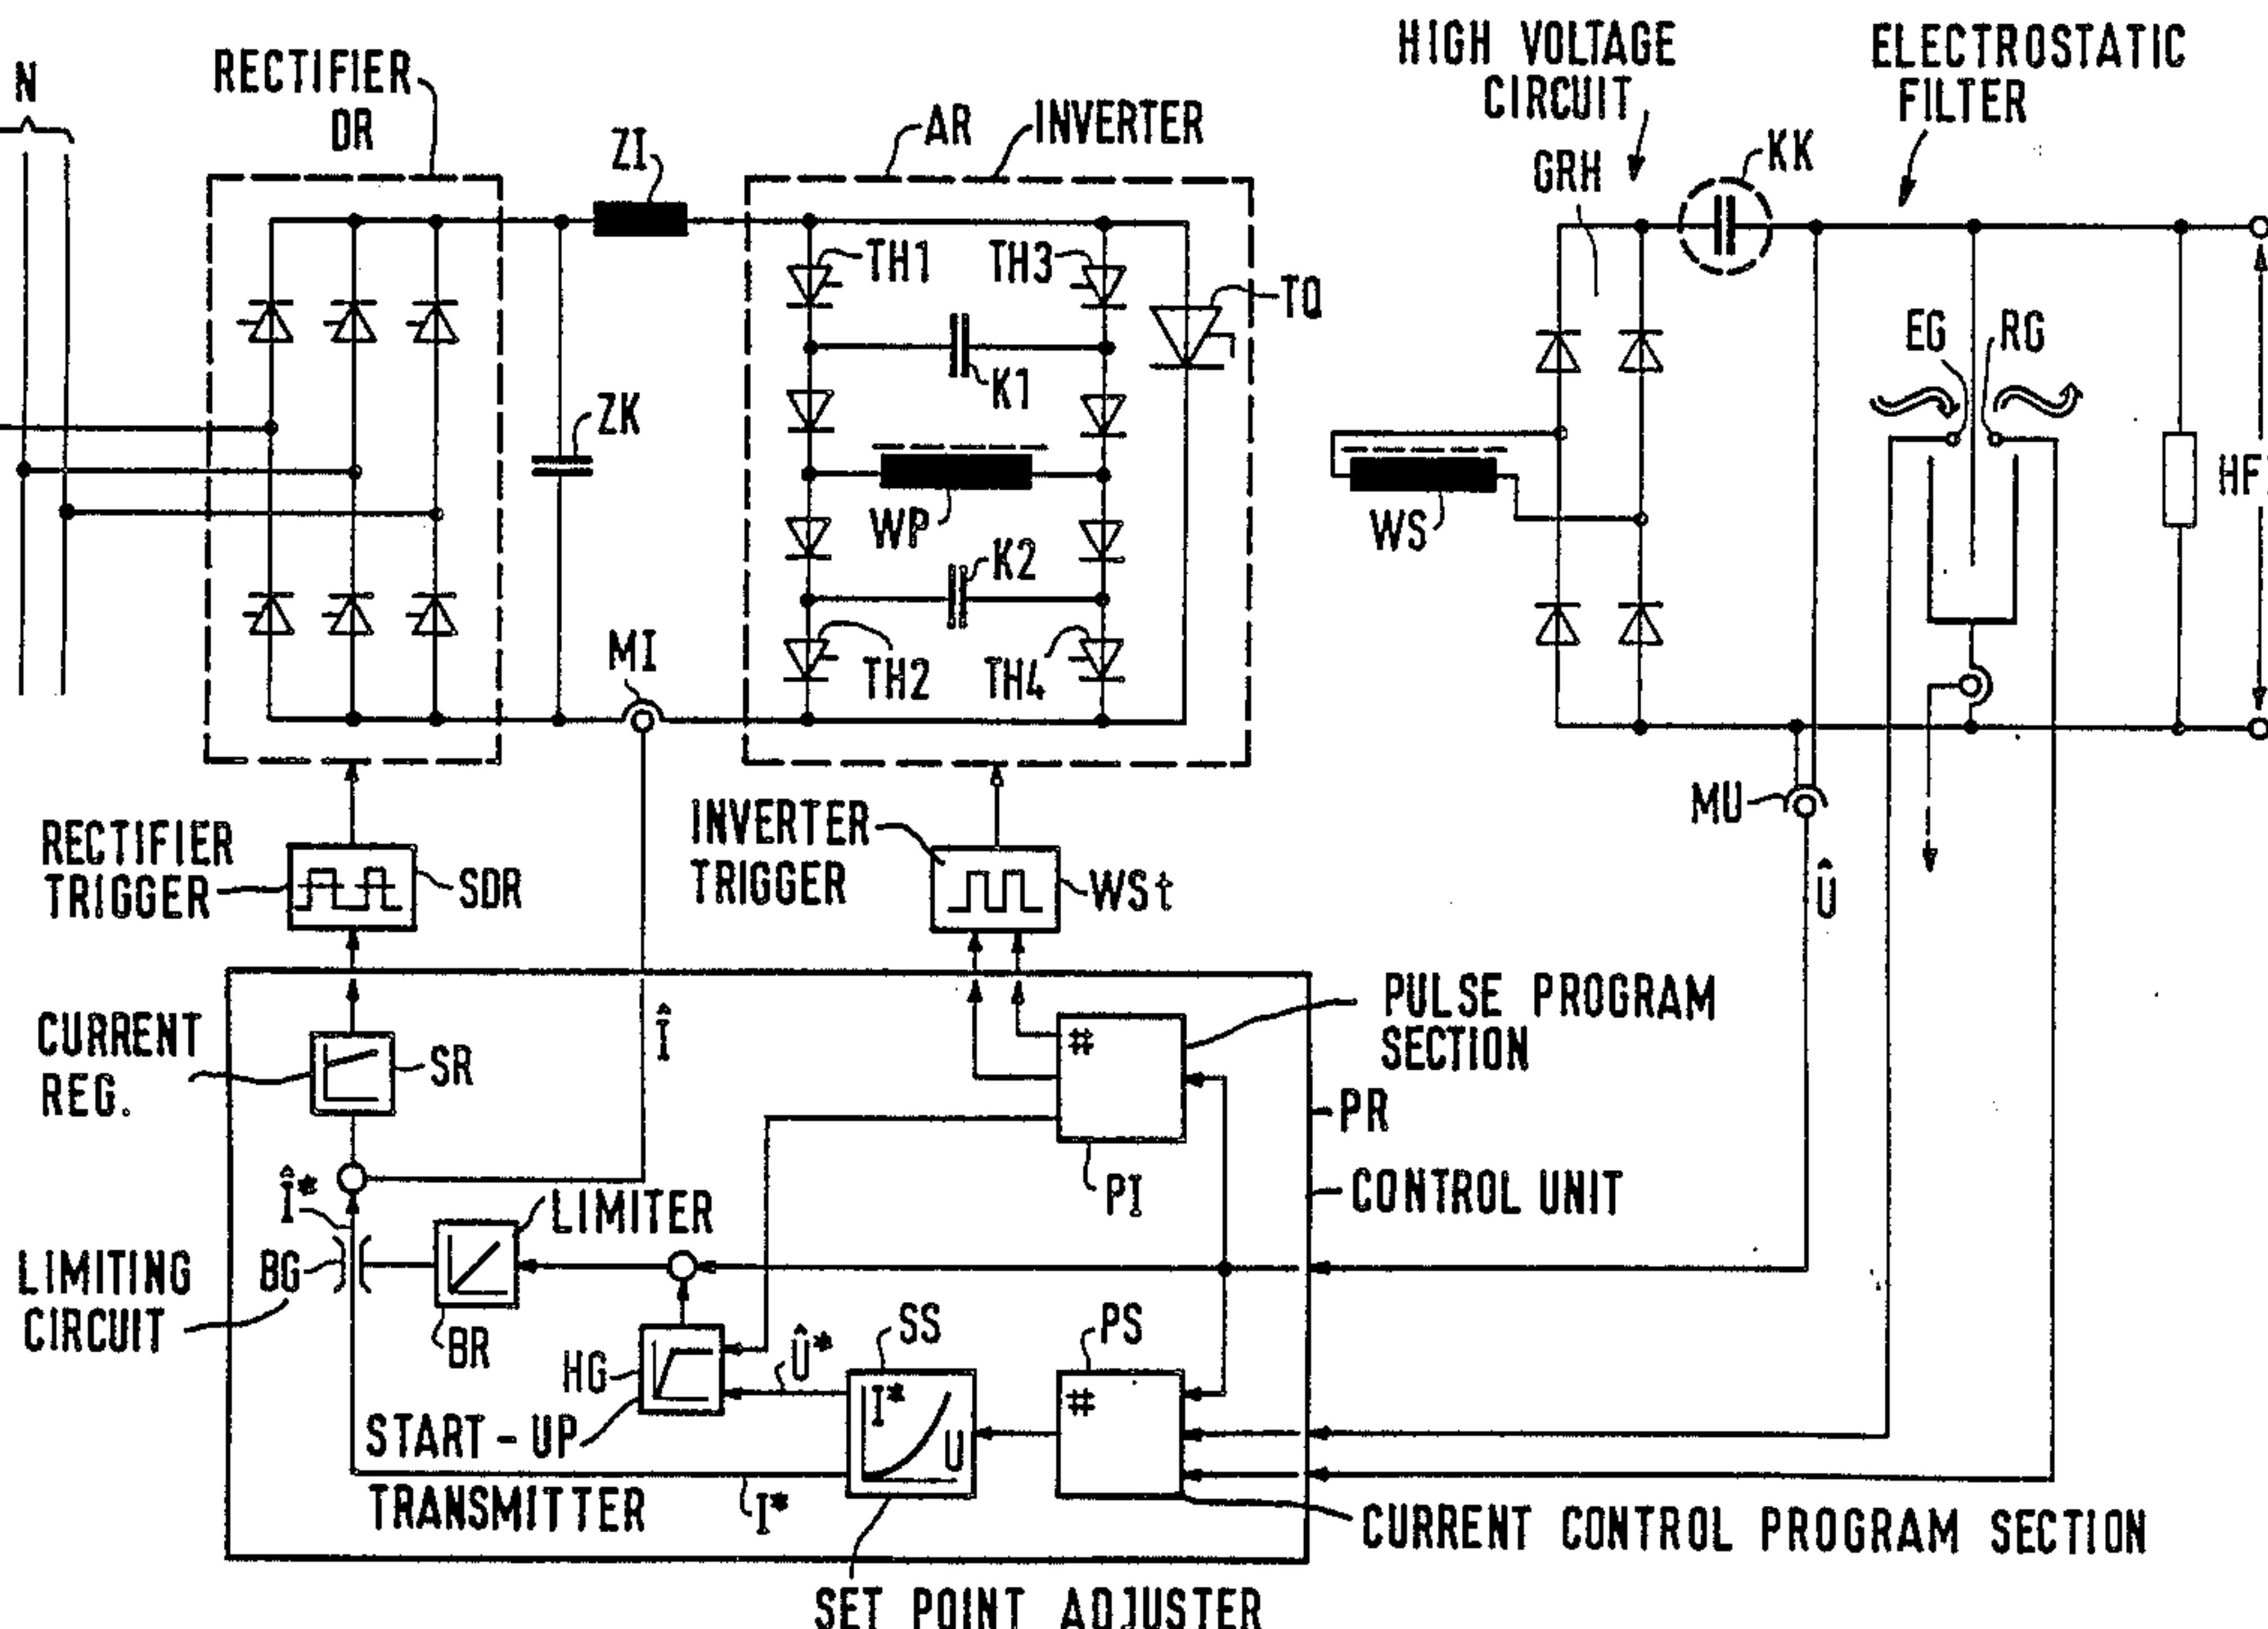 N
RECTIFIER
DR
ZI
AR
INVERTER
HIGH VOLTAGE
CIRCUIT
GRH
KK
ELECTROSTATIC
FILTER
TH1
TH3
TQ
K1
ZK
WP
K2
TH2
TH4
MI
WS
EG
RG
HF
MU
Û
RECTIFIER
TRIGGER
SDR
INVERTER
TRIGGER
WSt
CURRENT
REG.
SR
Î
#
PULSE PROGRAM
SECTION
PR
PI
CONTROL UNIT
Î*
LIMITER
LIMITING
CIRCUIT
BG
BR
HG
Û*
SS
I*
U
PS
#
START-UP
TRANSMITTER
I*
CURRENT CONTROL PROGRAM SECTION
SET POINT ADJUSTER